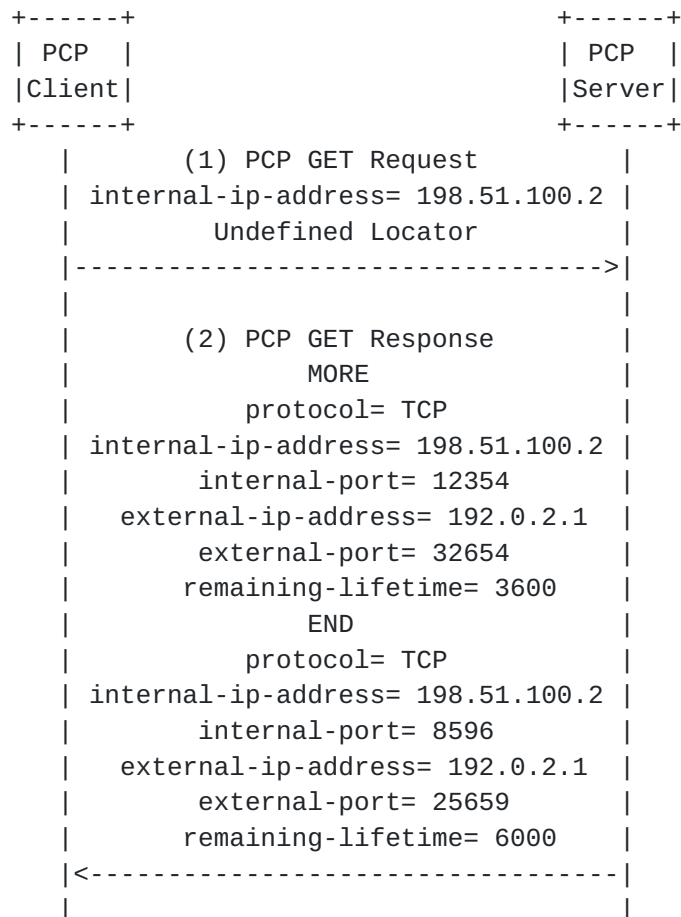 +------+                            +------+
| PCP  |                            | PCP  |
|Client|                            |Server|
+------+                            +------+
   |       (1) PCP GET Request         |
   | internal-ip-address= 198.51.100.2 |
   |         Undefined Locator         |
   |---------------------------------->|
   |                                   |
   |       (2) PCP GET Response        |
   |               MORE                |
   |           protocol= TCP           |
   | internal-ip-address= 198.51.100.2 |
   |        internal-port= 12354       |
   |   external-ip-address= 192.0.2.1  |
   |        external-port= 32654       |
   |       remaining-lifetime= 3600    |
   |               END                 |
   |           protocol= TCP           |
   | internal-ip-address= 198.51.100.2 |
   |        internal-port= 8596        |
   |   external-ip-address= 192.0.2.1  |
   |        external-port= 25659       |
   |       remaining-lifetime= 6000    |
   |<----------------------------------|
   |                                   |